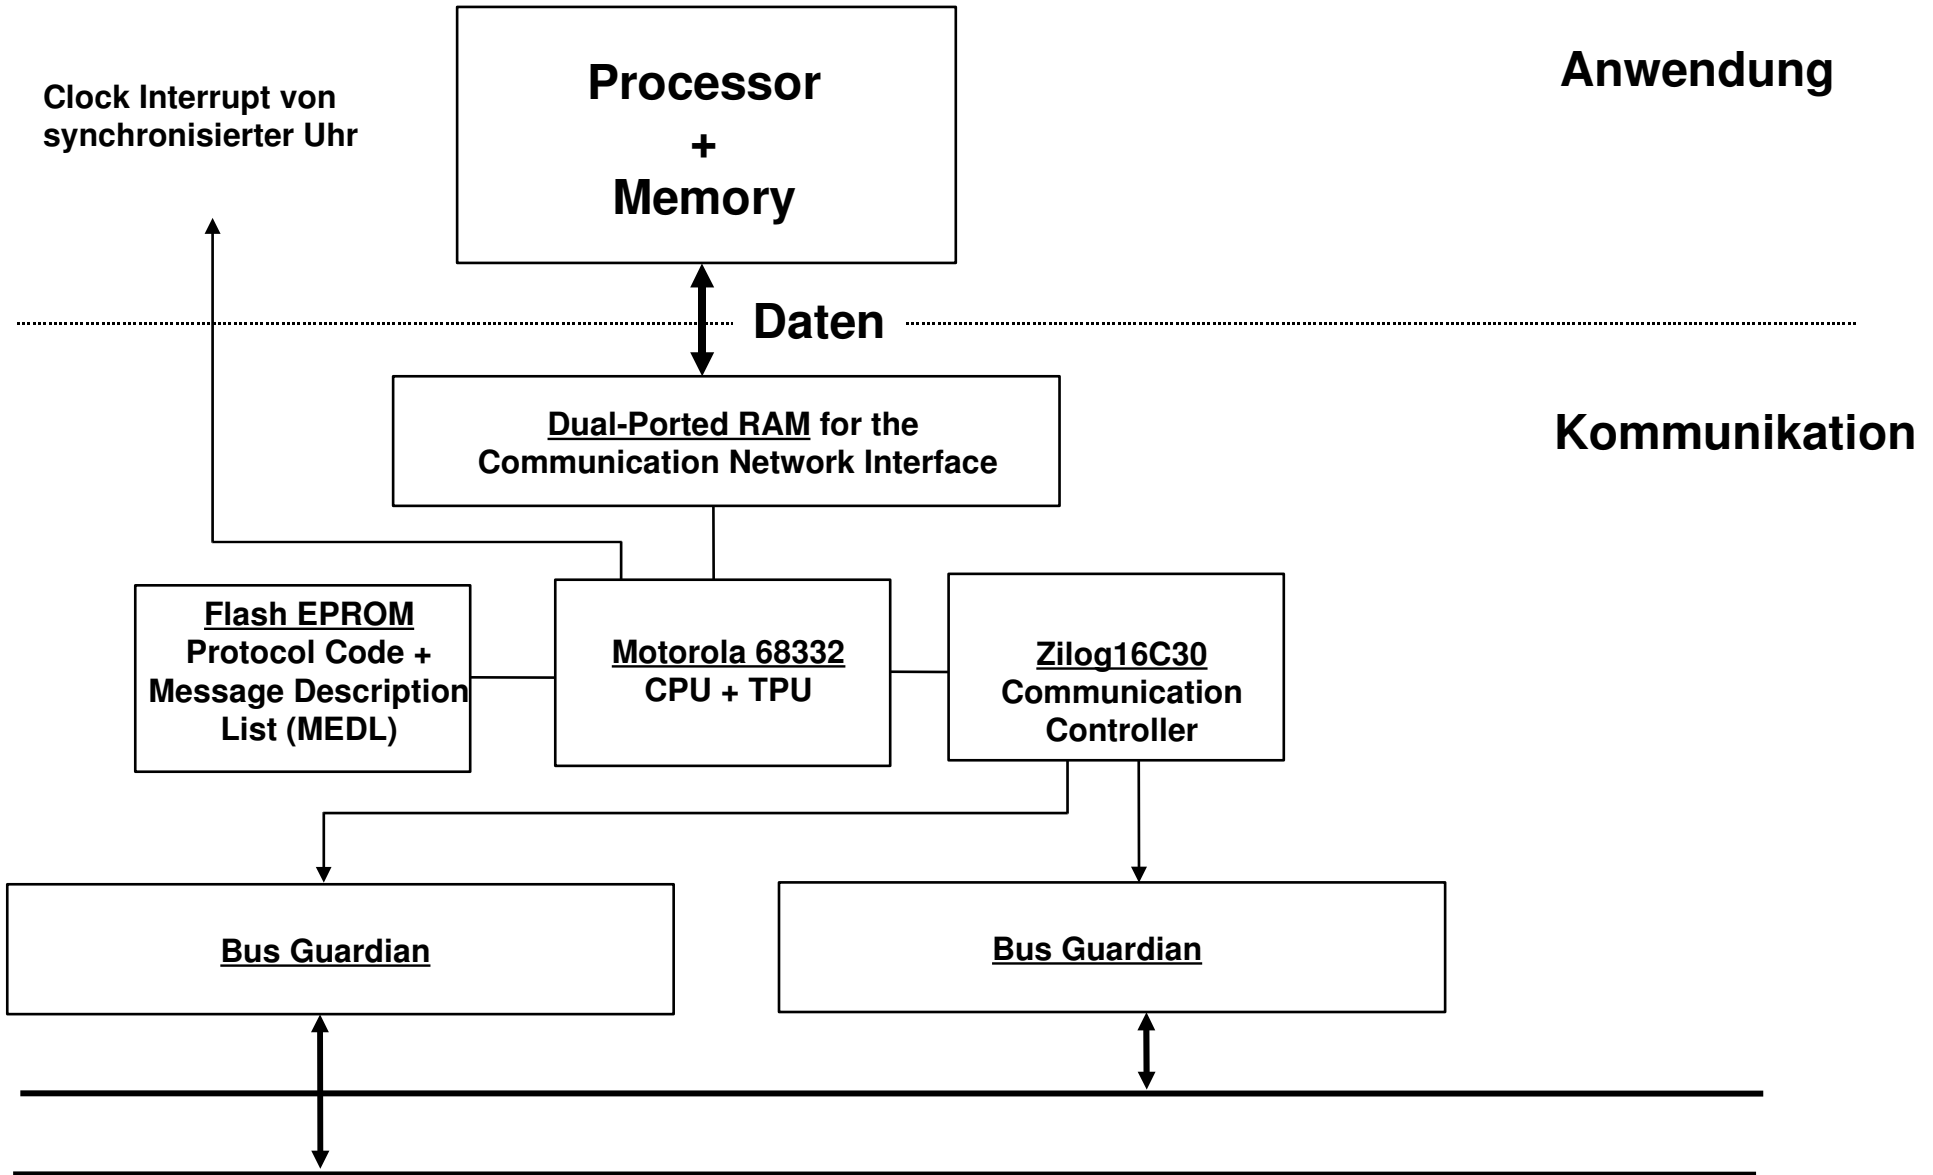 Anwendung
Clock Interrupt von
synchronisierter Uhr
Processor
+
Memory
Daten
Kommunikation
Dual-Ported RAM for the
Communication Network Interface
Flash EPROM
Protocol Code +
Message Description
List (MEDL)
Motorola 68332
CPU + TPU
Zilog16C30
Communication
Controller
Bus Guardian
Bus Guardian